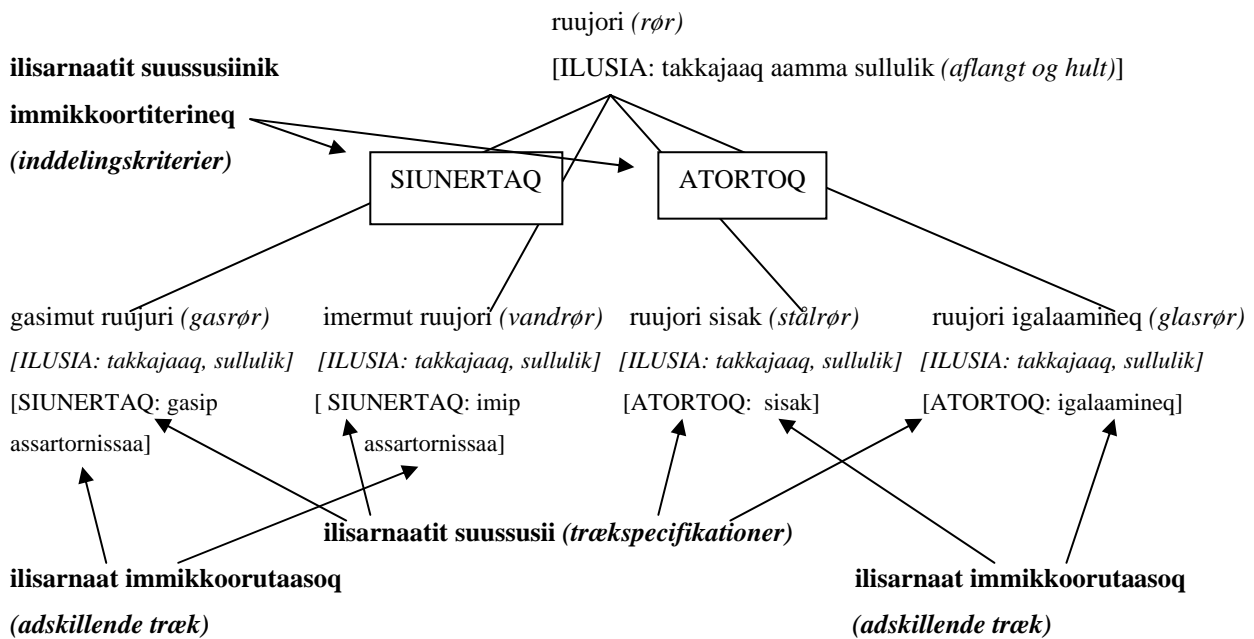 ruujori (rør)
ilisarnaatit suussusiinik
[ILUSIA: takkajaaq aamma sullulik (aflangt og hult)]
immikkoortiterineq
(inddelingskriterier)
SIUNERTAQ
ATORTOQ
gasimut ruujuri (gasrør)
imermut ruujori (vandrør)
ruujori sisak (stålrør)
ruujori igalaamineq (glasrør)
[ILUSIA: takkajaaq, sullulik]
[ILUSIA: takkajaaq, sullulik]
[ILUSIA: takkajaaq, sullulik]
[ILUSIA: takkajaaq, sullulik]
[SIUNERTAQ: gasip
[ SIUNERTAQ: imip
[ATORTOQ: sisak]
[ATORTOQ: igalaamineq]
assartornissaa]
assartornissaa]
ilisarnaatit suussusii (trækspecifikationer)
ilisarnaat immikkoorutaasoq
ilisarnaat immikkoorutaasoq
(adskillende træk)
(adskillende træk)